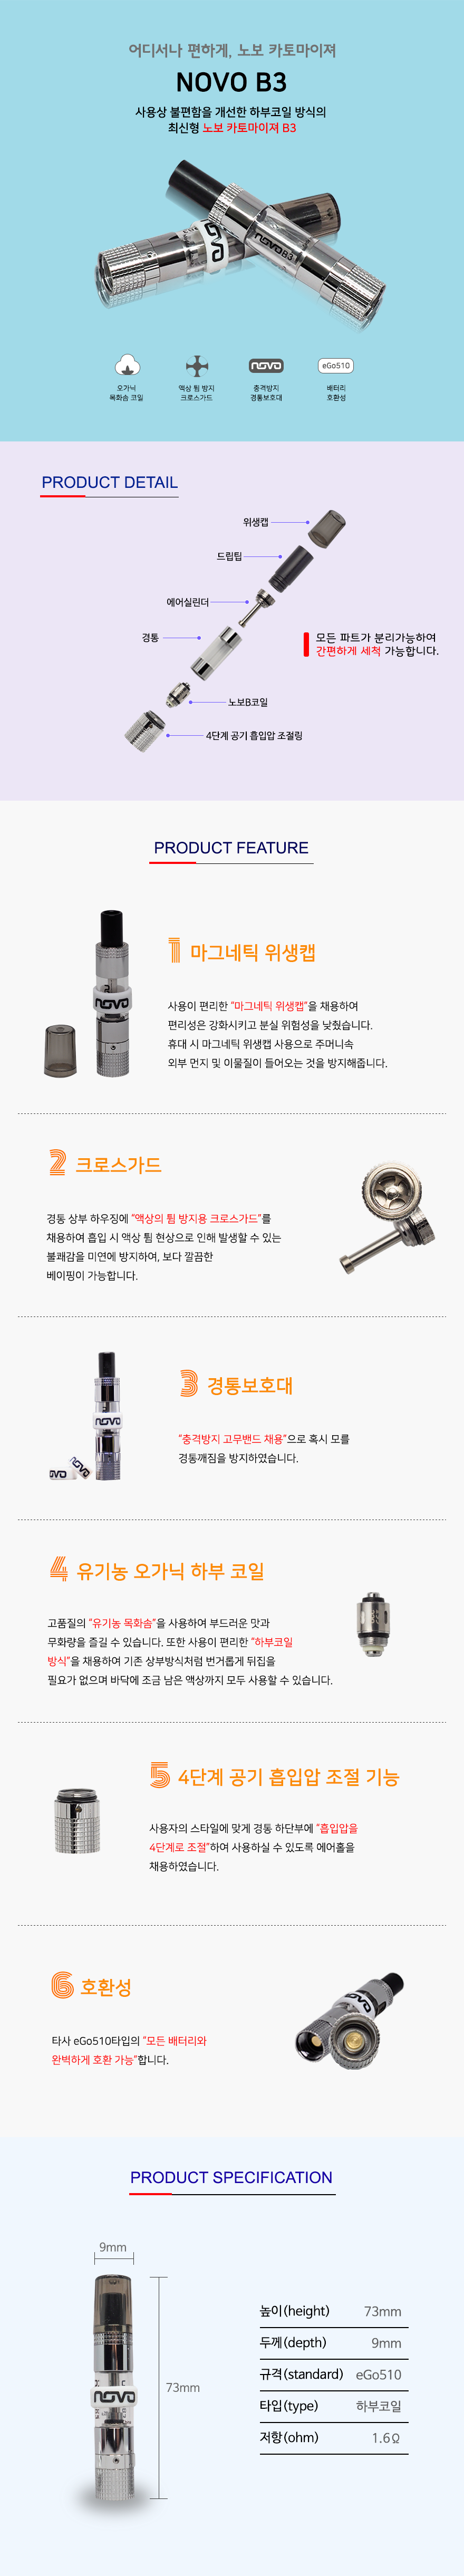 어디서나 편하게, 노보 카토마이져
NOVO B3
사용상 불편함을 개선한 하부코일 방식의
최신형 노보 카토마이져 B3
novo
novo B3
novo
eGo510
오가닉
목화솜 코일
액상 튐 방지
크로스가드
충격방지
경통보호대
배터리
호환성
PRODUCT DETAIL
위생캡
드립팁
에어실린더
경통
모든 파트가 분리가능하여
간편하게 세척 가능합니다.
노보B코일
4단계 공기 흡입압 조절링
PRODUCT FEATURE
1 마그네틱 위생캡
novo
사용이 편리한 “마그네틱 위생캡”을 채용하여
편리성은 강화시키고 분실 위험성을 낮췄습니다.
휴대 시 마그네틱 위생캡 사용으로 주머니속
외부 먼지 및 이물질이 들어오는 것을 방지해줍니다.
2 크로스가드
경통 상부 하우징에 “액상의 튐 방지용 크로스가드”를
채용하여 흡입 시 액상 튐 현상으로 인해 발생할 수 있는
불쾌감을 미연에 방지하여, 보다 깔끔한
베이핑이 가능합니다.
3 경통보호대
novo
“충격방지 고무밴드 채용”으로 혹시 모를
경통깨짐을 방지하였습니다.
4 유기농 오가닉 하부 코일
고품질의 “유기농 목화솜”을 사용하여 부드러운 맛과
무화량을 즐길 수 있습니다. 또한 사용이 편리한 “하부코일
방식”을 채용하여 기존 상부방식처럼 번거롭게 뒤집을
필요가 없으며 바닥에 조금 남은 액상까지 모두 사용할 수 있습니다.
5 4단계 공기 흡입압 조절 기능
사용자의 스타일에 맞게 경통 하단부에 “흡입압을
4단계로 조절”하여 사용하실 수 있도록 에어홀을
채용하였습니다.
6 호환성
novo
타사 eGo510타입의 “모든 배터리와
완벽하게 호환 가능”합니다.
PRODUCT SPECIFICATION
9mm
높이(height) 73mm
두께(depth) 9mm
규격(standard) eGo510
타입(type) 하부코일
저항(ohm) 1.6Ω
73mm
novo